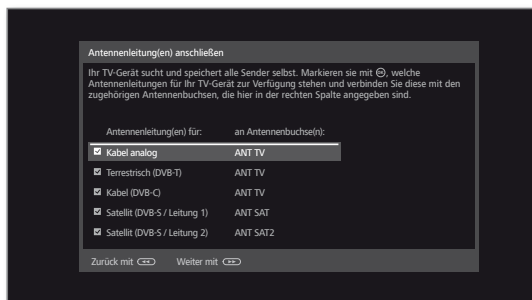 Antennenleitung(en) anschließen
Ihr TV-Gerät sucht und speichert alle Sender selbst. Markieren sie mit OK, welche
Antennenleitungen für Ihr TV-Gerät zur Verfügung stehen und verbinden Sie diese mit den
zugehörigen Antennenbuchsen, die hier in der rechten Spalte angegeben sind.
Antennenleitung(en) für: an Antennenbuchse(n):
Kabel analog ANT TV
Terrestrisch (DVB-T) ANT TV
Kabel (DVB-C) ANT TV
Satellit (DVB-S / Leitung 1) ANT SAT
Satellit (DVB-S / Leitung 2) ANT SAT2
Zurück mit Weiter mit